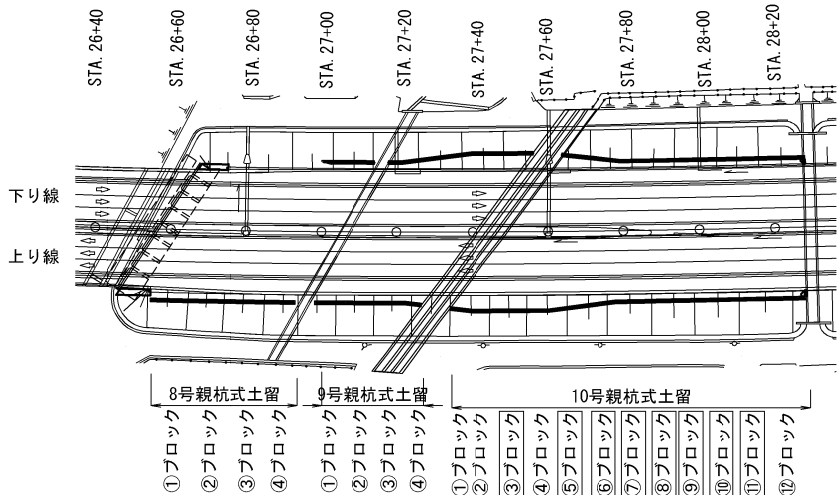 STA. 26+40
STA. 26+60
STA. 26+80
STA. 27+00
STA. 27+20
STA. 27+40
STA. 27+60
STA. 27+80
STA. 28+00
STA. 28+20
下り線
上り線
8号親杭式土留
9号親杭式土留
10号親杭式土留
①ブロック
②ブロック
③ブロック
④ブロック
①ブロック
②ブロック
③ブロック
④ブロック
①ブロック
②ブロック
③ブロック
④ブロック
⑤ブロック
⑥ブロック
⑦ブロック
⑧ブロック
⑨ブロック
⑩ブロック
⑪ブロック
⑫ブロック